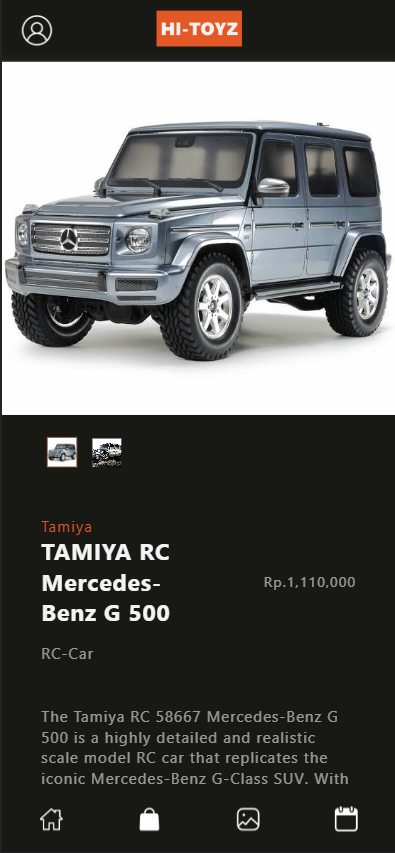 HI-TOYZ
Tamiya
TAMIYA RC
Mercedes-
Benz G 500
Rp.1,110,000
RC-Car
The Tamiya RC 58667 Mercedes-Benz G
500 is a highly detailed and realistic
scale model RC car that replicates the
iconic Mercedes-Benz G-Class SUV. With